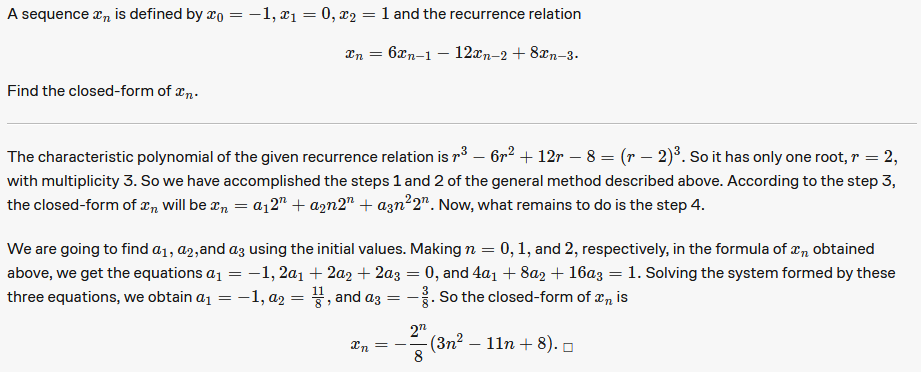 A sequence $x_n$ is defined by $x_0 = -1, x_1 = 0, x_2 = 1$ and the recurrence relation
$$x_n = 6x_{n-1} - 12x_{n-2} + 8x_{n-3}.$$
Find the closed-form of $x_n$.
The characteristic polynomial of the given recurrence relation is $r^3 - 6r^2 + 12r - 8 = (r - 2)^3$. So it has only one root, $r = 2$,
with multiplicity 3. So we have accomplished the steps 1 and 2 of the general method described above. According to the step 3,
the closed-form of $x_n$ will be $x_n = a_1 2^n + a_2 n 2^n + a_3 n^2 2^n$. Now, what remains to do is the step 4.
We are going to find $a_1$, $a_2$,and $a_3$ using the initial values. Making $n = 0, 1$, and $2$, respectively, in the formula of $x_n$ obtained
above, we get the equations $a_1 = -1, 2a_1 + 2a_2 + 2a_3 = 0$, and $4a_1 + 8a_2 + 16a_3 = 1$. Solving the system formed by these
three equations, we obtain $a_1 = -1, a_2 = \frac{11}{8}$, and $a_3 = -\frac{3}{8}$. So the closed-form of $x_n$ is
$$x_n = -\frac{2^n}{8}(3n^2 - 11n + 8). \square$$